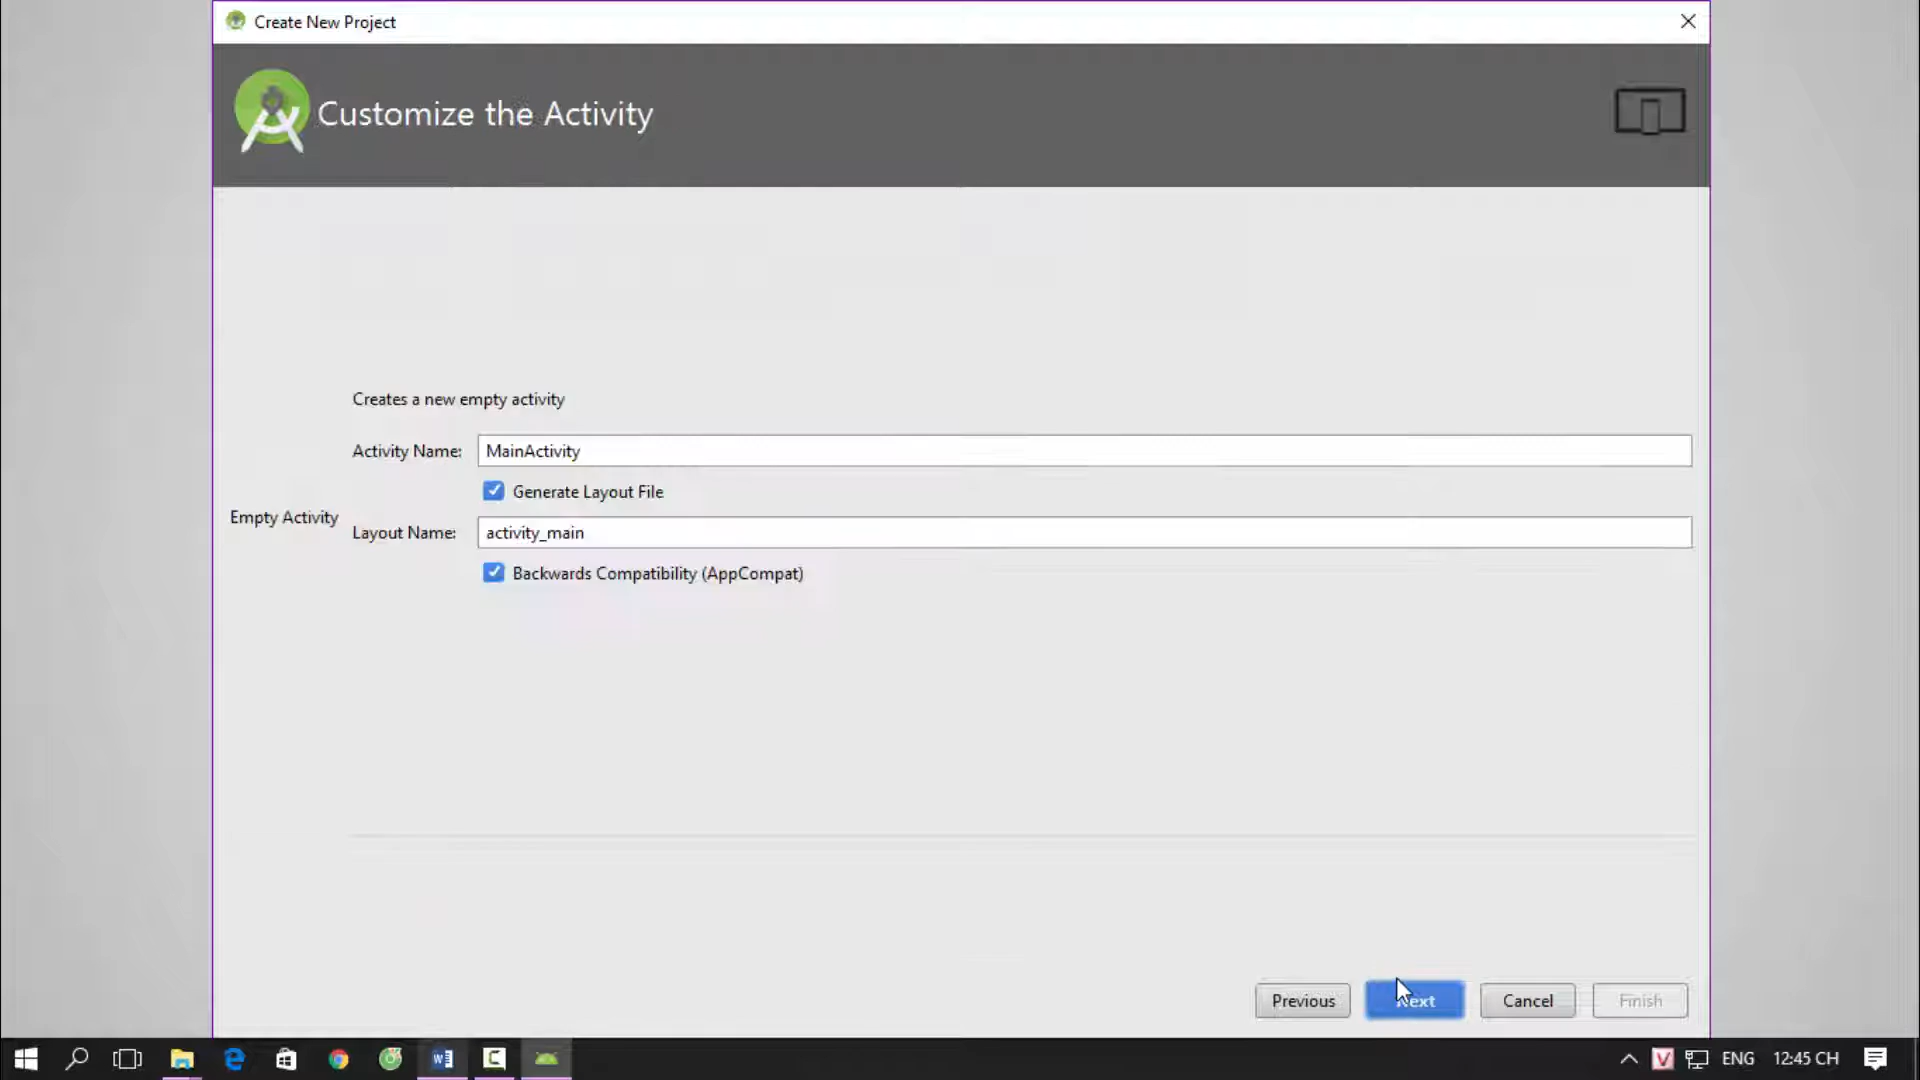 Create New Project
Customize the Activity
Creates a new empty activity
Activity Name: MainActivity
Generate Layout File
Empty Activity
Layout Name: activity_main
Backwards Compatibility (AppCompat)
Previous Next Cancel Finish
ENG 12:45 CH